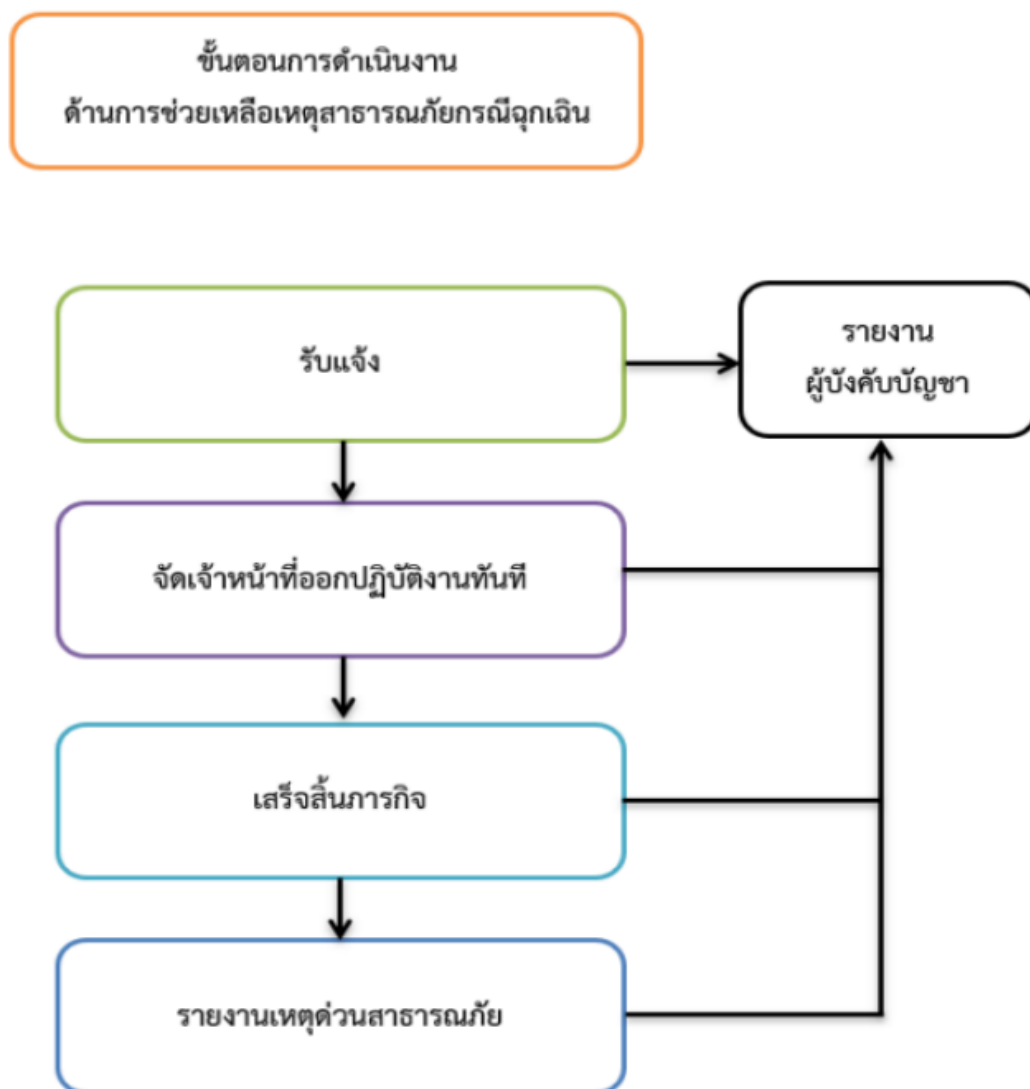 ขั้นตอนการดำเนินงาน
ด้านการช่วยเหลือเหตุสาธารณภัยกรณีฉุกเฉิน
รับแจ้ง
รายงาน
ผู้บังคับบัญชา
จัดเจ้าหน้าที่ออกปฏิบัติงานทันที
เสร็จสิ้นภารกิจ
รายงานเหตุด่วนสาธารณภัย